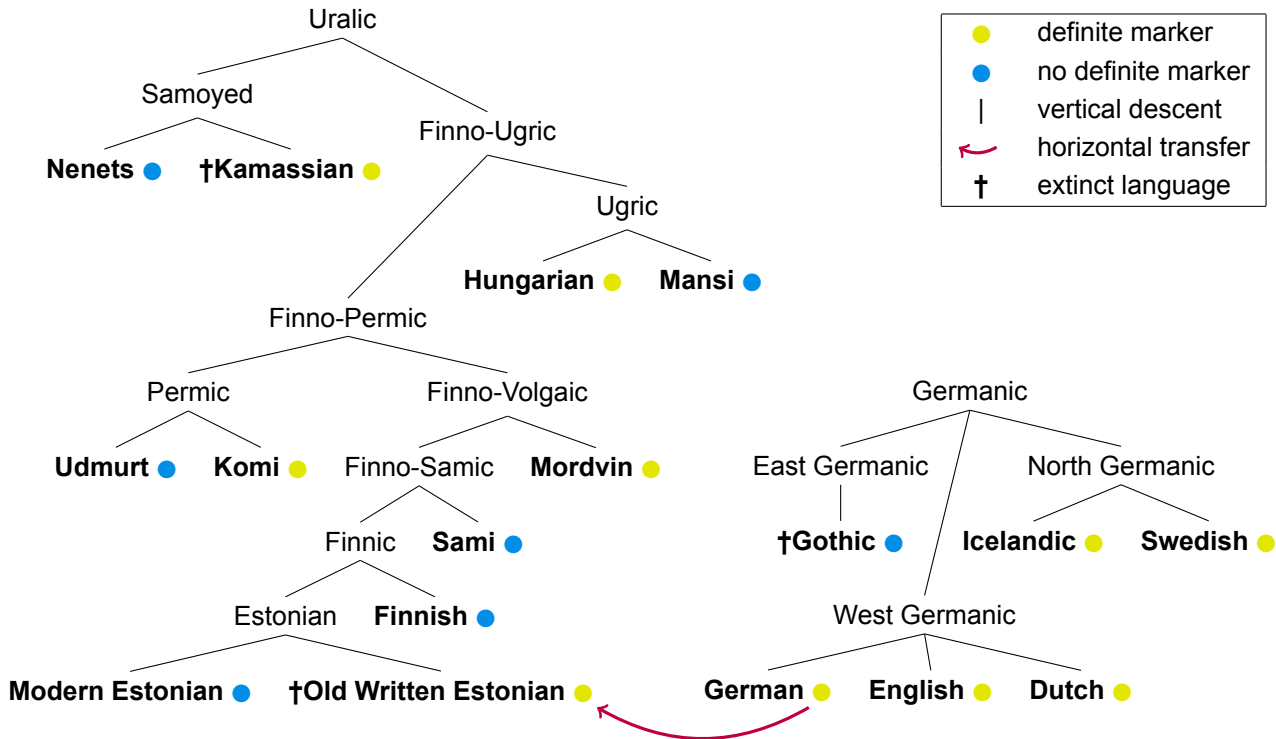 Uralic
definite marker
no definite marker
Samoyed
vertical descent
Finno-Ugric
horizontal transfer
Nenets †Kamassian
† extinct language
Ugric
Hungarian Mansi
Finno-Permic
Permic Finno-Volgaic Germanic
Udmurt Komi Finno-Samic Mordvin East Germanic North Germanic
Finnic Sami †Gothic Icelandic Swedish
Estonian Finnish West Germanic
Modern Estonian †Old Written Estonian German English Dutch